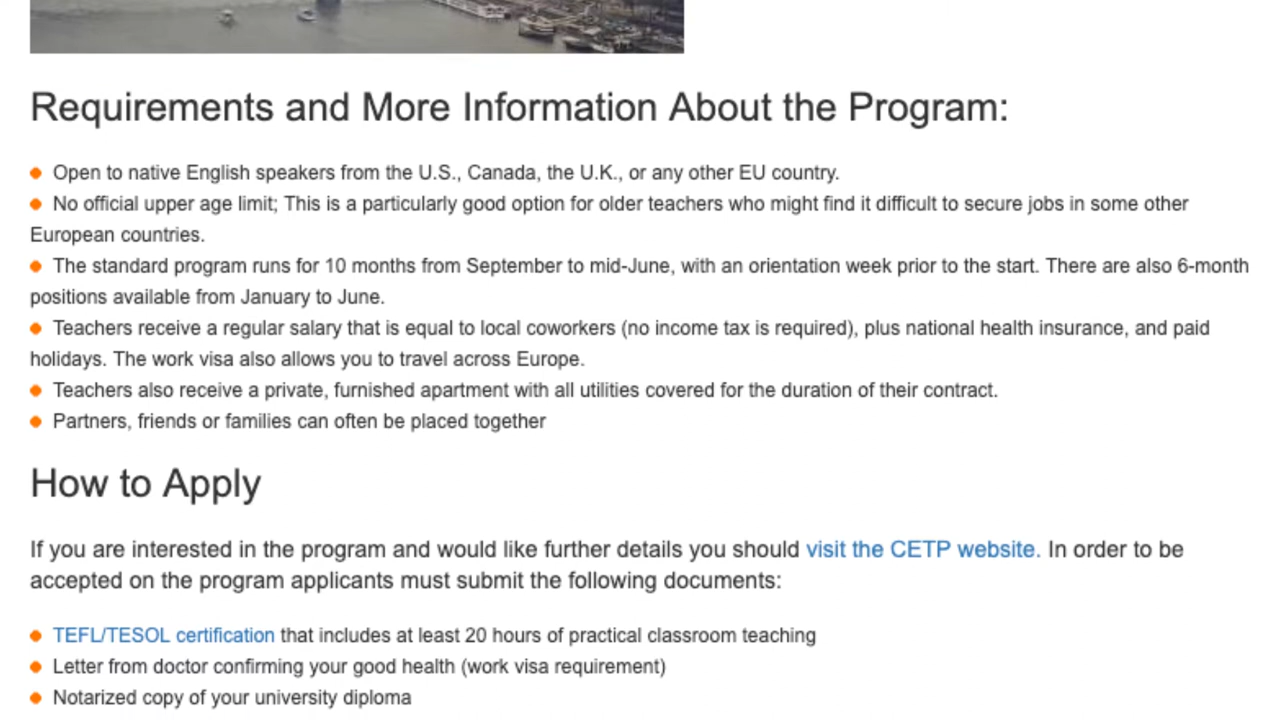 Requirements and More Information About the Program:
Open to native English speakers from the U.S., Canada, the U.K., or any other EU country.
No official upper age limit; This is a particularly good option for older teachers who might find it difficult to secure jobs in some other
European countries.
The standard program runs for 10 months from September to mid-June, with an orientation week prior to the start. There are also 6-month
positions available from January to June.
Teachers receive a regular salary that is equal to local coworkers (no income tax is required), plus national health insurance, and paid
holidays. The work visa also allows you to travel across Europe.
Teachers also receive a private, furnished apartment with all utilities covered for the duration of their contract.
Partners, friends or families can often be placed together
How to Apply
If you are interested in the program and would like further details you should visit the CETP website. In order to be
accepted on the program applicants must submit the following documents:
TEFL/TESOL certification that includes at least 20 hours of practical classroom teaching
Letter from doctor confirming your good health (work visa requirement)
Notarized copy of your university diploma